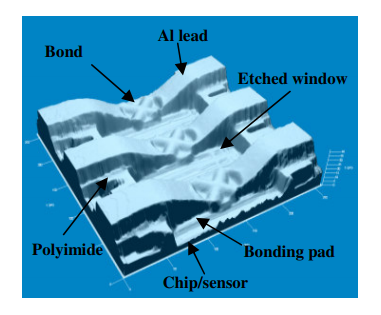 Al lead
Bond
Etched window
Polyimide
Bonding pad
Chip/sensor